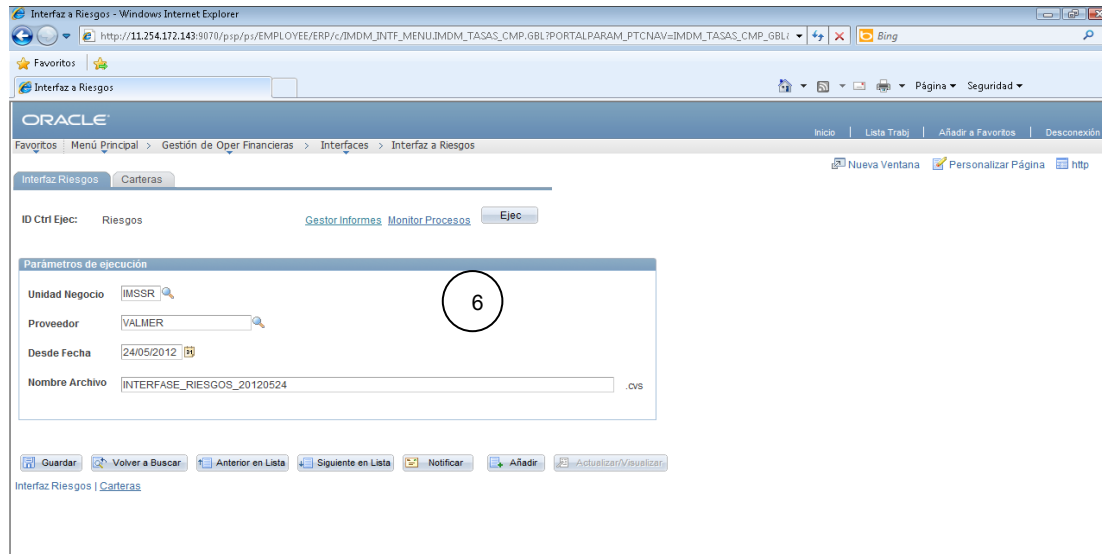 Interfaz a Riesgos - Windows Internet Explorer
http://11.254.172.143:9070/psp/ps/EMPLOYEE/ERP/c/IMDM_INTF_MENU.IMDM_TASAS_CMP.GBL?PORTALPARAM_PTCNAV=IMDM_TASAS_CMP_GBL& Bing
Favoritos
Interfaz a Riesgos Página Seguridad
ORACLE
Inicio | Lista Trabj | Añadir a Favoritos | Desconexión
Favoritos | Menú Principal > Gestión de Oper Financieras > Interfaces > Interfaz a Riesgos
Nueva Ventana Personalizar Página http
Interfaz Riesgos Carteras
ID Ctrl Ejec: Riesgos Gestor Informes Monitor Procesos Ejec
Parámetros de ejecución
Unidad Negocio IMSSR
6
Proveedor VALMER
Desde Fecha 24/05/2012
Nombre Archivo INTERFASE_RIESGOS_20120524 .cvs
Guardar Volver a Buscar Anterior en Lista Siguiente en Lista Notificar Añadir Actualizar/Visualizar
Interfaz Riesgos | Carteras